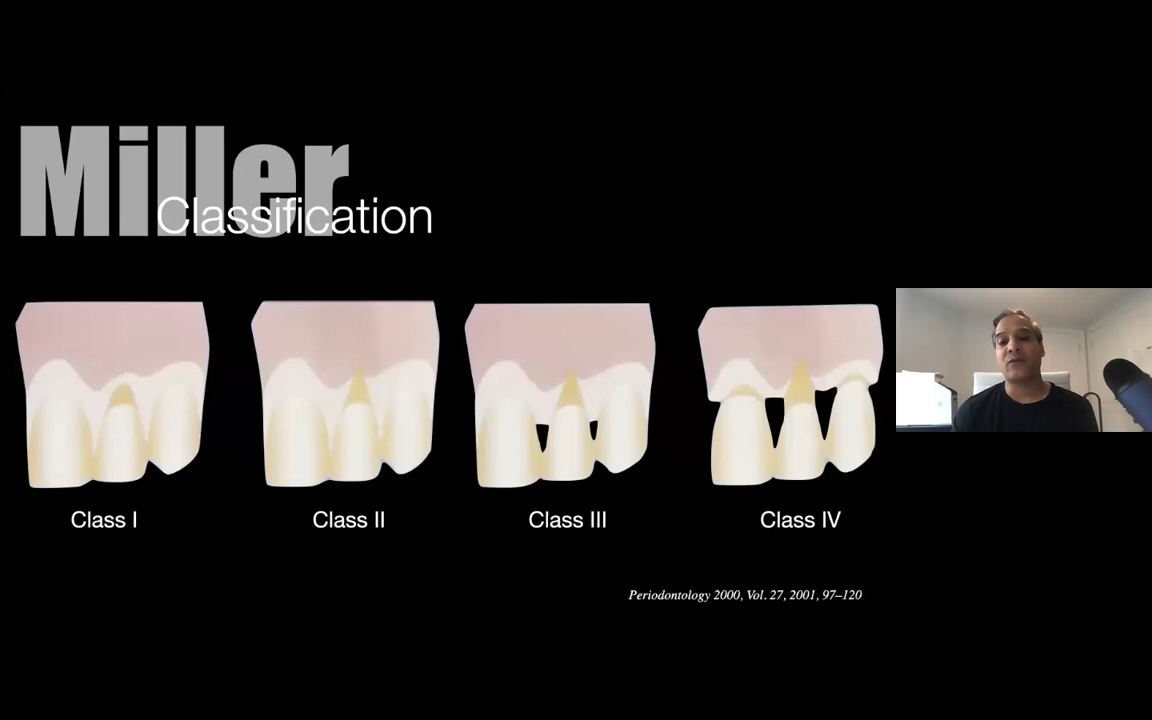 Miller
Classification
Class I
Class II
Class III
Class IV
Periodontology 2000, Vol. 27, 2001, 97–120